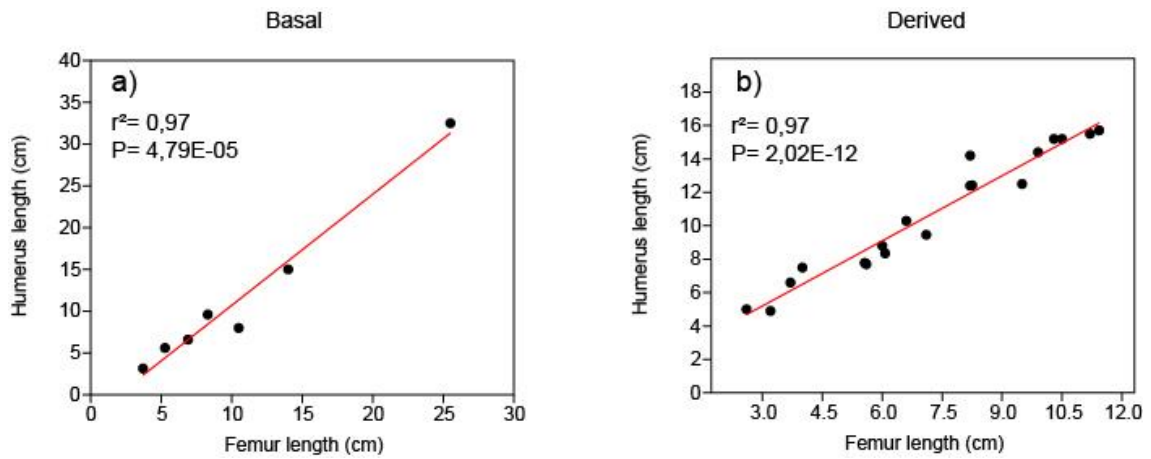 Basal
a)
r²= 0,97
P= 4,79E-05
40
35
30
25
20
15
10
5
0
0 5 10 15 20 25 30
Humerus length (cm)
Femur length (cm)
Derived
b)
r²= 0,97
P= 2,02E-12
18
16
14
12
10
8
6
4
2
0
3.0 4.5 6.0 7.5 9.0 10.5 12.0
Humerus length (cm)
Femur length (cm)